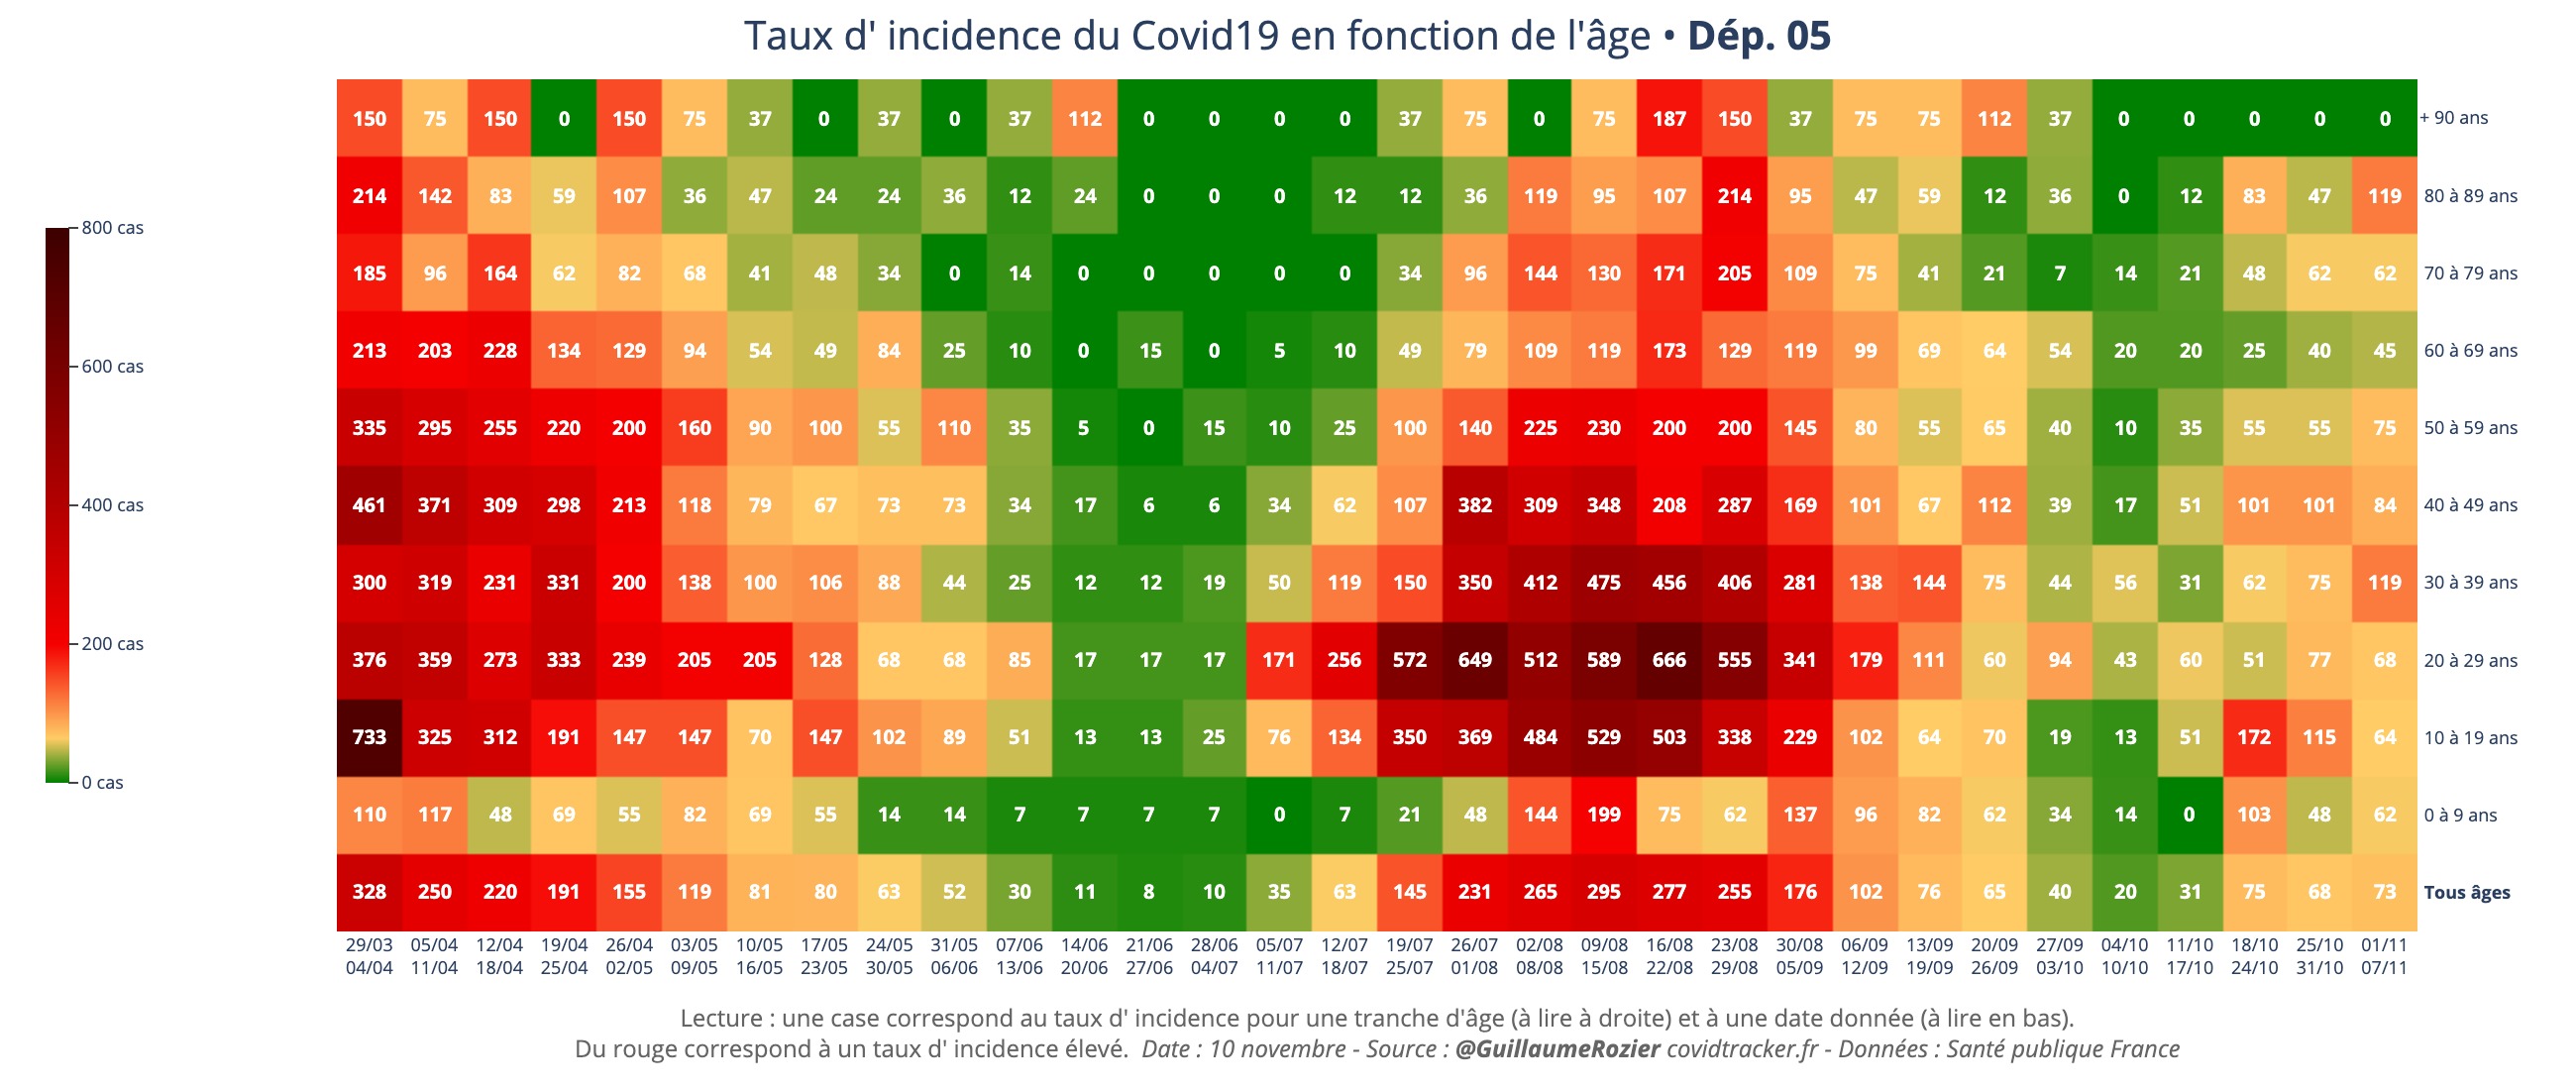 Taux d' incidence du Covid19 en fonction de l'âge • Dép. 05
150 75 150 0 150 75 37 0 37 0 37 112 0 0 0 0 37 75 0 75 187 150 37 75 75 112 37 0 0 0 0 0 + 90 ans
214 142 83 59 107 36 47 24 24 36 12 24 0 0 0 12 12 36 119 95 107 214 95 47 59 12 36 0 12 83 47 119 80 à 89 ans
185 96 164 62 82 68 41 48 34 0 14 0 0 0 0 0 34 96 144 130 171 205 109 75 41 21 7 14 21 48 62 62 70 à 79 ans
213 203 228 134 129 94 54 49 84 25 10 0 15 0 5 10 49 79 109 119 173 129 119 99 69 64 54 20 20 25 40 45 60 à 69 ans
335 295 255 220 200 160 90 100 55 110 35 5 0 15 10 25 100 140 225 230 200 200 145 80 55 65 40 10 35 55 55 75 50 à 59 ans
461 371 309 298 213 118 79 67 73 73 34 17 6 6 34 62 107 382 309 348 208 287 169 101 67 112 39 17 51 101 101 84 40 à 49 ans
300 319 231 331 200 138 100 106 88 44 25 12 12 19 50 119 150 350 412 475 456 406 281 138 144 75 44 56 31 62 75 119 30 à 39 ans
376 359 273 333 239 205 205 128 68 68 85 17 17 17 171 256 572 649 512 589 666 555 341 179 111 60 94 43 60 51 77 68 20 à 29 ans
733 325 312 191 147 147 70 147 102 89 51 13 13 25 76 134 350 369 484 529 503 338 229 102 64 70 19 13 51 172 115 64 10 à 19 ans
110 117 48 69 55 82 69 55 14 14 7 7 7 7 0 7 21 48 144 199 75 62 137 96 82 62 34 14 0 103 48 62 0 à 9 ans
328 250 220 191 155 119 81 80 63 52 30 11 8 10 35 63 145 231 265 295 277 255 176 102 76 65 40 20 31 75 68 73 Tous âges
29/03 05/04 12/04 19/04 26/04 03/05 10/05 17/05 24/05 31/05 07/06 14/06 21/06 28/06 05/07 12/07 19/07 26/07 02/08 09/08 16/08 23/08 30/08 06/09 13/09 20/09 27/09 04/10 11/10 18/10 25/10 01/11
04/04 11/04 18/04 25/04 02/05 09/05 16/05 23/05 30/05 06/06 13/06 20/06 27/06 04/07 11/07 18/07 25/07 01/08 08/08 15/08 22/08 29/08 05/09 12/09 19/09 26/09 03/10 10/10 17/10 24/10 31/10 07/11
800 cas
600 cas
400 cas
200 cas
0 cas
Lecture : une case correspond au taux d' incidence pour une tranche d'âge (à lire à droite) et à une date donnée (à lire en bas).
Du rouge correspond à un taux d' incidence élevé. Date : 10 novembre - Source : @GuillaumeRozier covidtracker.fr - Données : Santé publique France